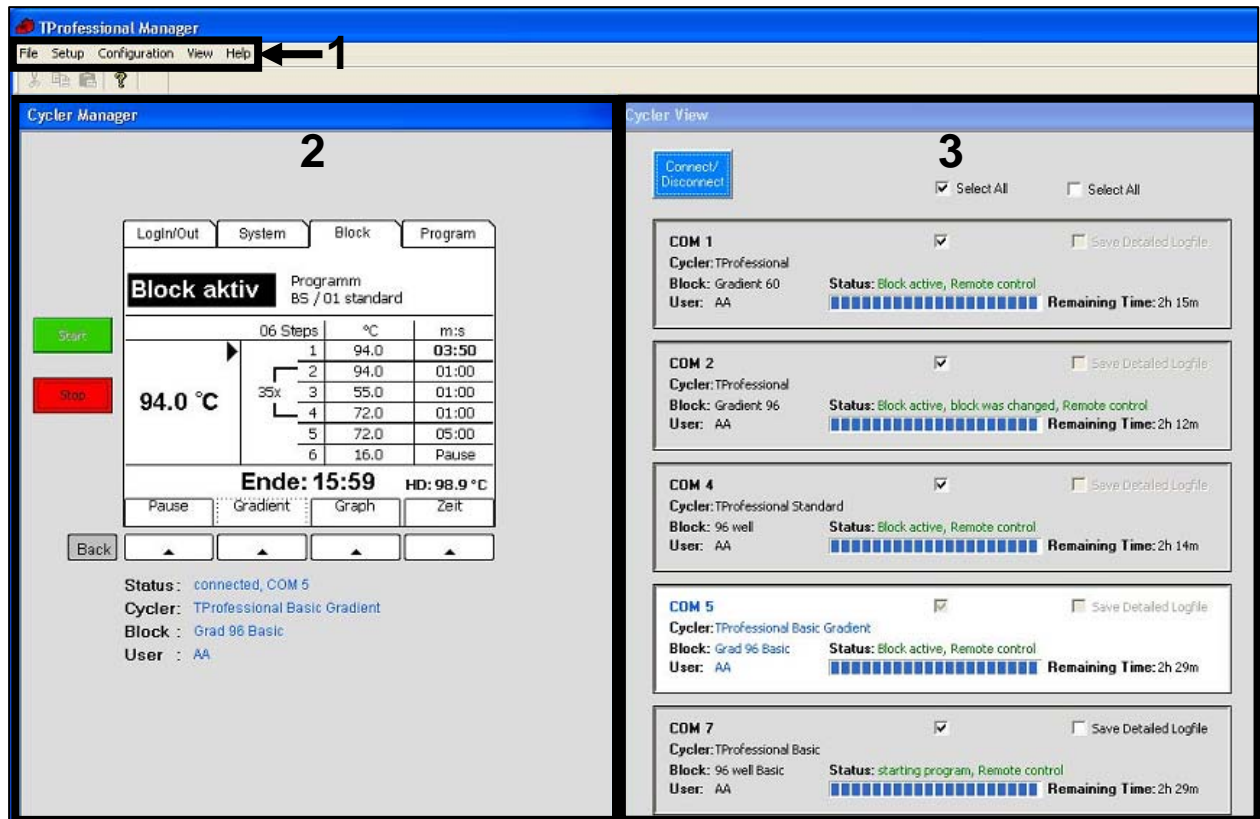 TProfessional Manager
File Setup Configuration View Help
1
Cycler Manager
2
Start
Stop
LogIn/Out System Block Program
Block aktiv
Programm
BS / 01 standard
06 Steps °C m:s
1 94.0 03:50
2 94.0 01:00
94.0 °C 35x 3 55.0 01:00
4 72.0 01:00
5 72.0 05:00
6 16.0 Pause
Ende: 15:59 HD: 98.9 °C
Pause Gradient Graph Zeit
Back
Status: connected, COM 5
Cycler: TProfessional Basic Gradient
Block : Grad 96 Basic
User : AA
Cycler View
3
Connect/
Disconnect
Select All Select All
COM 1 Save Detailed Logfile
Cycler: TProfessional
Block: Gradient 60 Status: Block active, Remote control
User: AA Remaining Time: 2h 15m
COM 2 Save Detailed Logfile
Cycler: TProfessional
Block: Gradient 96 Status: Block active, block was changed, Remote control
User: AA Remaining Time: 2h 12m
COM 4 Save Detailed Logfile
Cycler: TProfessional Standard
Block: 96 well Status: Block active, Remote control
User: AA Remaining Time: 2h 14m
COM 5 Save Detailed Logfile
Cycler: TProfessional Basic Gradient
Block: Grad 96 Basic Status: Block active, Remote control
User: AA Remaining Time: 2h 29m
COM 7 Save Detailed Logfile
Cycler: TProfessional Basic
Block: 96 well Basic Status: starting program, Remote control
User: AA Remaining Time: 2h 29m